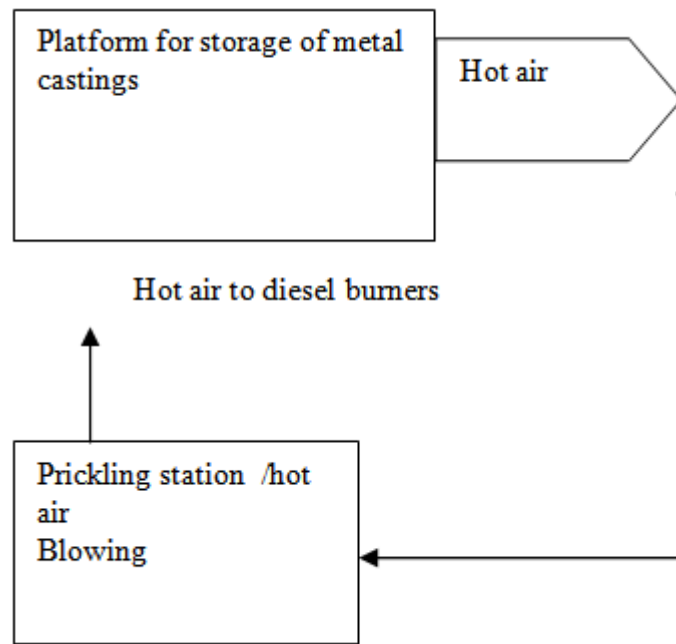 Platform for storage of metal
castings
Hot air
Hot air to diesel burners
Prickling station /hot
air
Blowing